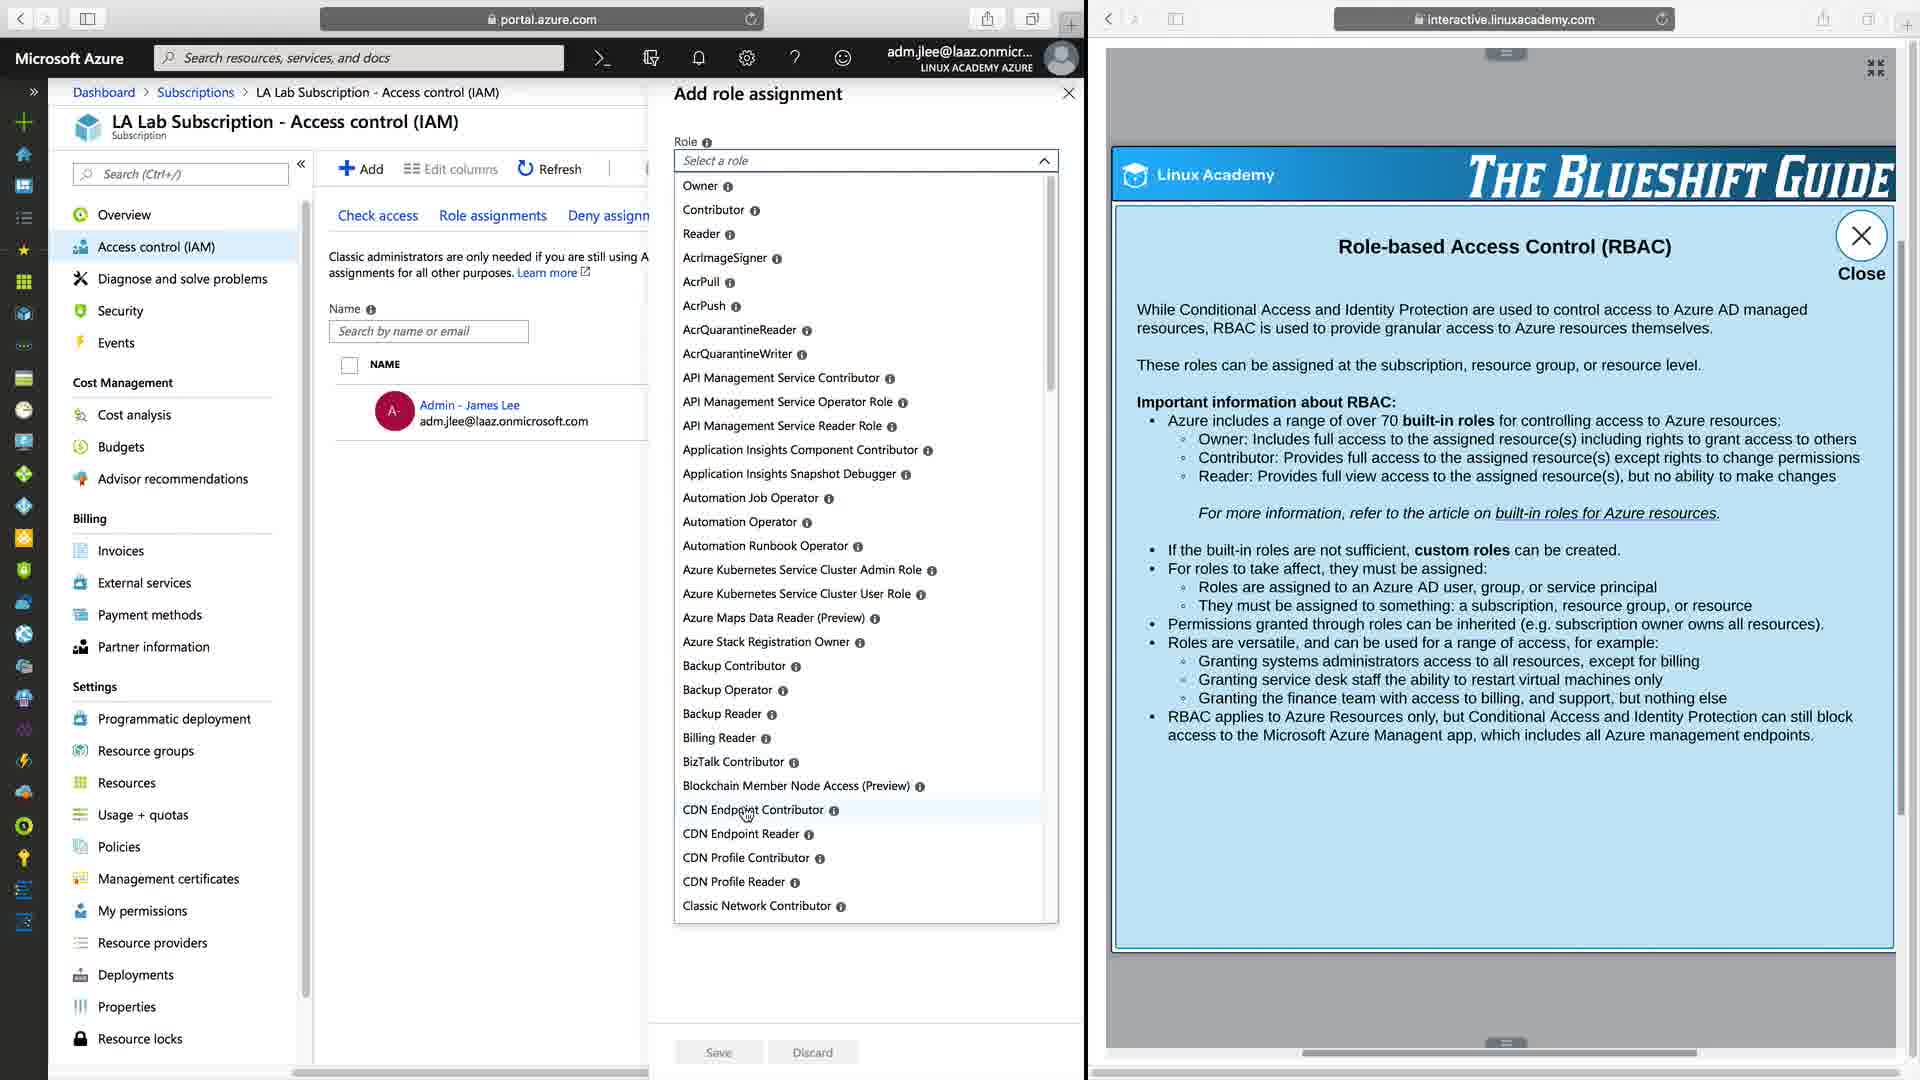 portal.azure.com
Microsoft Azure
Search resources, services, and docs
adm.jlee@laaz.onmicr...
LINUX ACADEMY AZURE
Dashboard > Subscriptions > LA Lab Subscription - Access control (IAM)
LA Lab Subscription - Access control (IAM)
Subscription
Search (Ctrl+/)
Overview
Access control (IAM)
Diagnose and solve problems
Security
Events
Cost Management
Cost analysis
Budgets
Advisor recommendations
Billing
Invoices
External services
Payment methods
Partner information
Settings
Programmatic deployment
Resource groups
Resources
Usage + quotas
Policies
Management certificates
My permissions
Resource providers
Deployments
Properties
Resource locks
Add
Edit columns
Refresh
Check access
Role assignments
Deny assignn
Classic administrators are only needed if you are still using A
assignments for all other purposes. Learn more
Name
Search by name or email
NAME
A-
Admin - James Lee
adm.jlee@laaz.onmicrosoft.com
Add role assignment
Role
Select a role
Owner
Contributor
Reader
AcrImageSigner
AcrPull
AcrPush
AcrQuarantineReader
AcrQuarantineWriter
API Management Service Contributor
API Management Service Operator Role
API Management Service Reader Role
Application Insights Component Contributor
Application Insights Snapshot Debugger
Automation Job Operator
Automation Operator
Automation Runbook Operator
Azure Kubernetes Service Cluster Admin Role
Azure Kubernetes Service Cluster User Role
Azure Maps Data Reader (Preview)
Azure Stack Registration Owner
Backup Contributor
Backup Operator
Backup Reader
Billing Reader
BizTalk Contributor
Blockchain Member Node Access (Preview)
CDN Endpoint Contributor
CDN Endpoint Reader
CDN Profile Contributor
CDN Profile Reader
Classic Network Contributor
Save
Discard
interactive.linuxacademy.com
Linux Academy
THE BLUESHIFT GUIDE
Role-based Access Control (RBAC)
Close
While Conditional Access and Identity Protection are used to control access to Azure AD managed
resources, RBAC is used to provide granular access to Azure resources themselves.
These roles can be assigned at the subscription, resource group, or resource level.
Important information about RBAC:
• Azure includes a range of over 70 built-in roles for controlling access to Azure resources;
◦ Owner: Includes full access to the assigned resource(s) including rights to grant access to others
◦ Contributor: Provides full access to the assigned resource(s) except rights to change permissions
◦ Reader: Provides full view access to the assigned resource(s), but no ability to make changes
For more information, refer to the article on built-in roles for Azure resources.
• If the built-in roles are not sufficient, custom roles can be created.
• For roles to take affect, they must be assigned:
◦ Roles are assigned to an Azure AD user, group, or service principal
◦ They must be assigned to something: a subscription, resource group, or resource
• Permissions granted through roles can be inherited (e.g. subscription owner owns all resources).
• Roles are versatile, and can be used for a range of access, for example:
◦ Granting systems administrators access to all resources, except for billing
◦ Granting service desk staff the ability to restart virtual machines only
◦ Granting the finance team with access to billing, and support, but nothing else
• RBAC applies to Azure Resources only, but Conditional Access and Identity Protection can still block
access to the Microsoft Azure Managent app, which includes all Azure management endpoints.